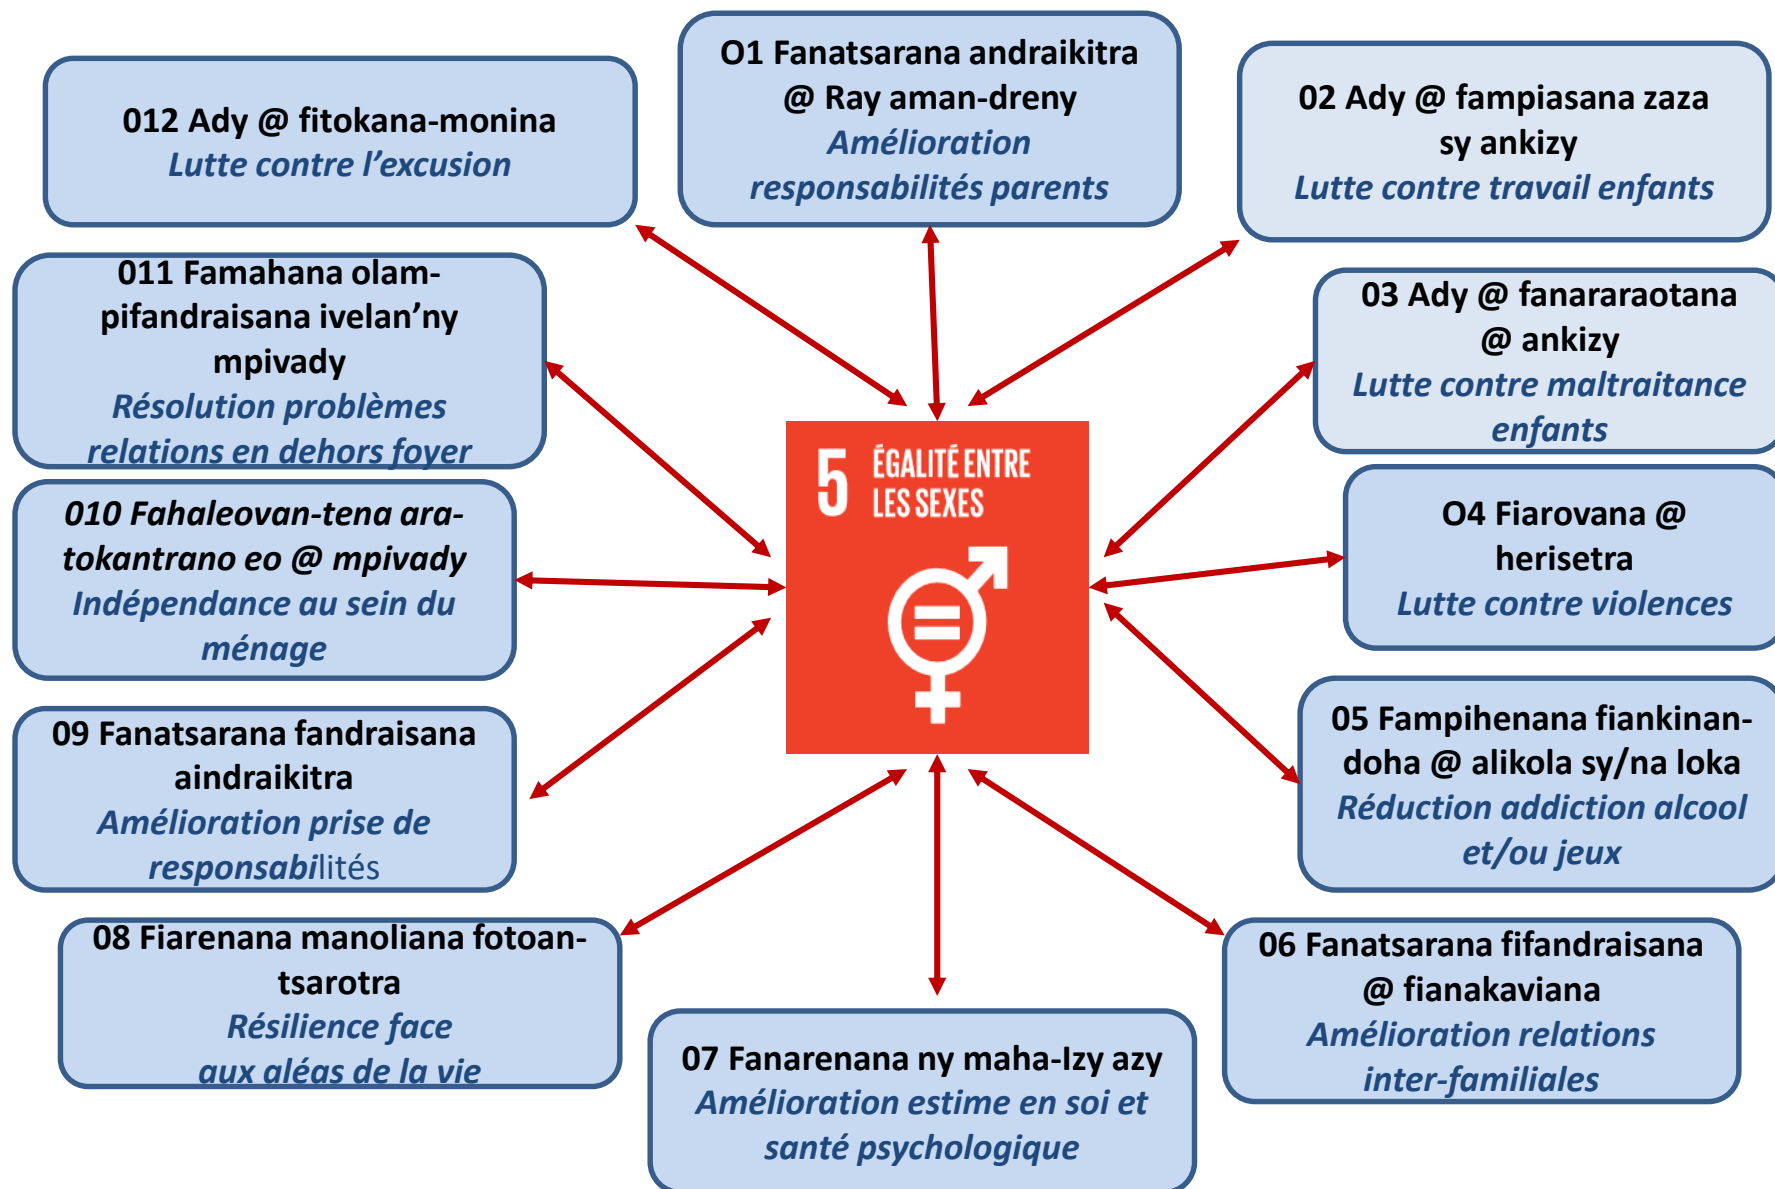 O1 Fanatsarana andraikitra
@ Ray aman-dreny
Amélioration
responsabilités parents
02 Ady @ fampiasana zaza
sy ankizy
Lutte contre travail enfants
03 Ady @ fanararaotana
@ ankizy
Lutte contre maltraitance
enfants
O4 Fiarovana @
herisetra
Lutte contre violences
05 Fampihenana fiankinan-
doha @ alikola sy/na loka
Réduction addiction alcool
et/ou jeux
06 Fanatsarana fifandraisana
@ fianakaviana
Amélioration relations
inter-familiales
07 Fanarenana ny maha-Izy azy
Amélioration estime en soi et
santé psychologique
08 Fiarenana manoliana fotoan-
tsarotra
Résilience face
aux aléas de la vie
09 Fanatsarana fandraisana
aindraikitra
Amélioration prise de
responsabilités
010 Fahaleovan-tena ara-
tokantrano eo @ mpivady
Indépendance au sein du
ménage
011 Famahana olam-
pifandraisana ivelan’ny
mpivady
Résolution problèmes
relations en dehors foyer
012 Ady @ fitokana-monina
Lutte contre l’excusion
5 ÉGALITÉ ENTRE
LES SEXES